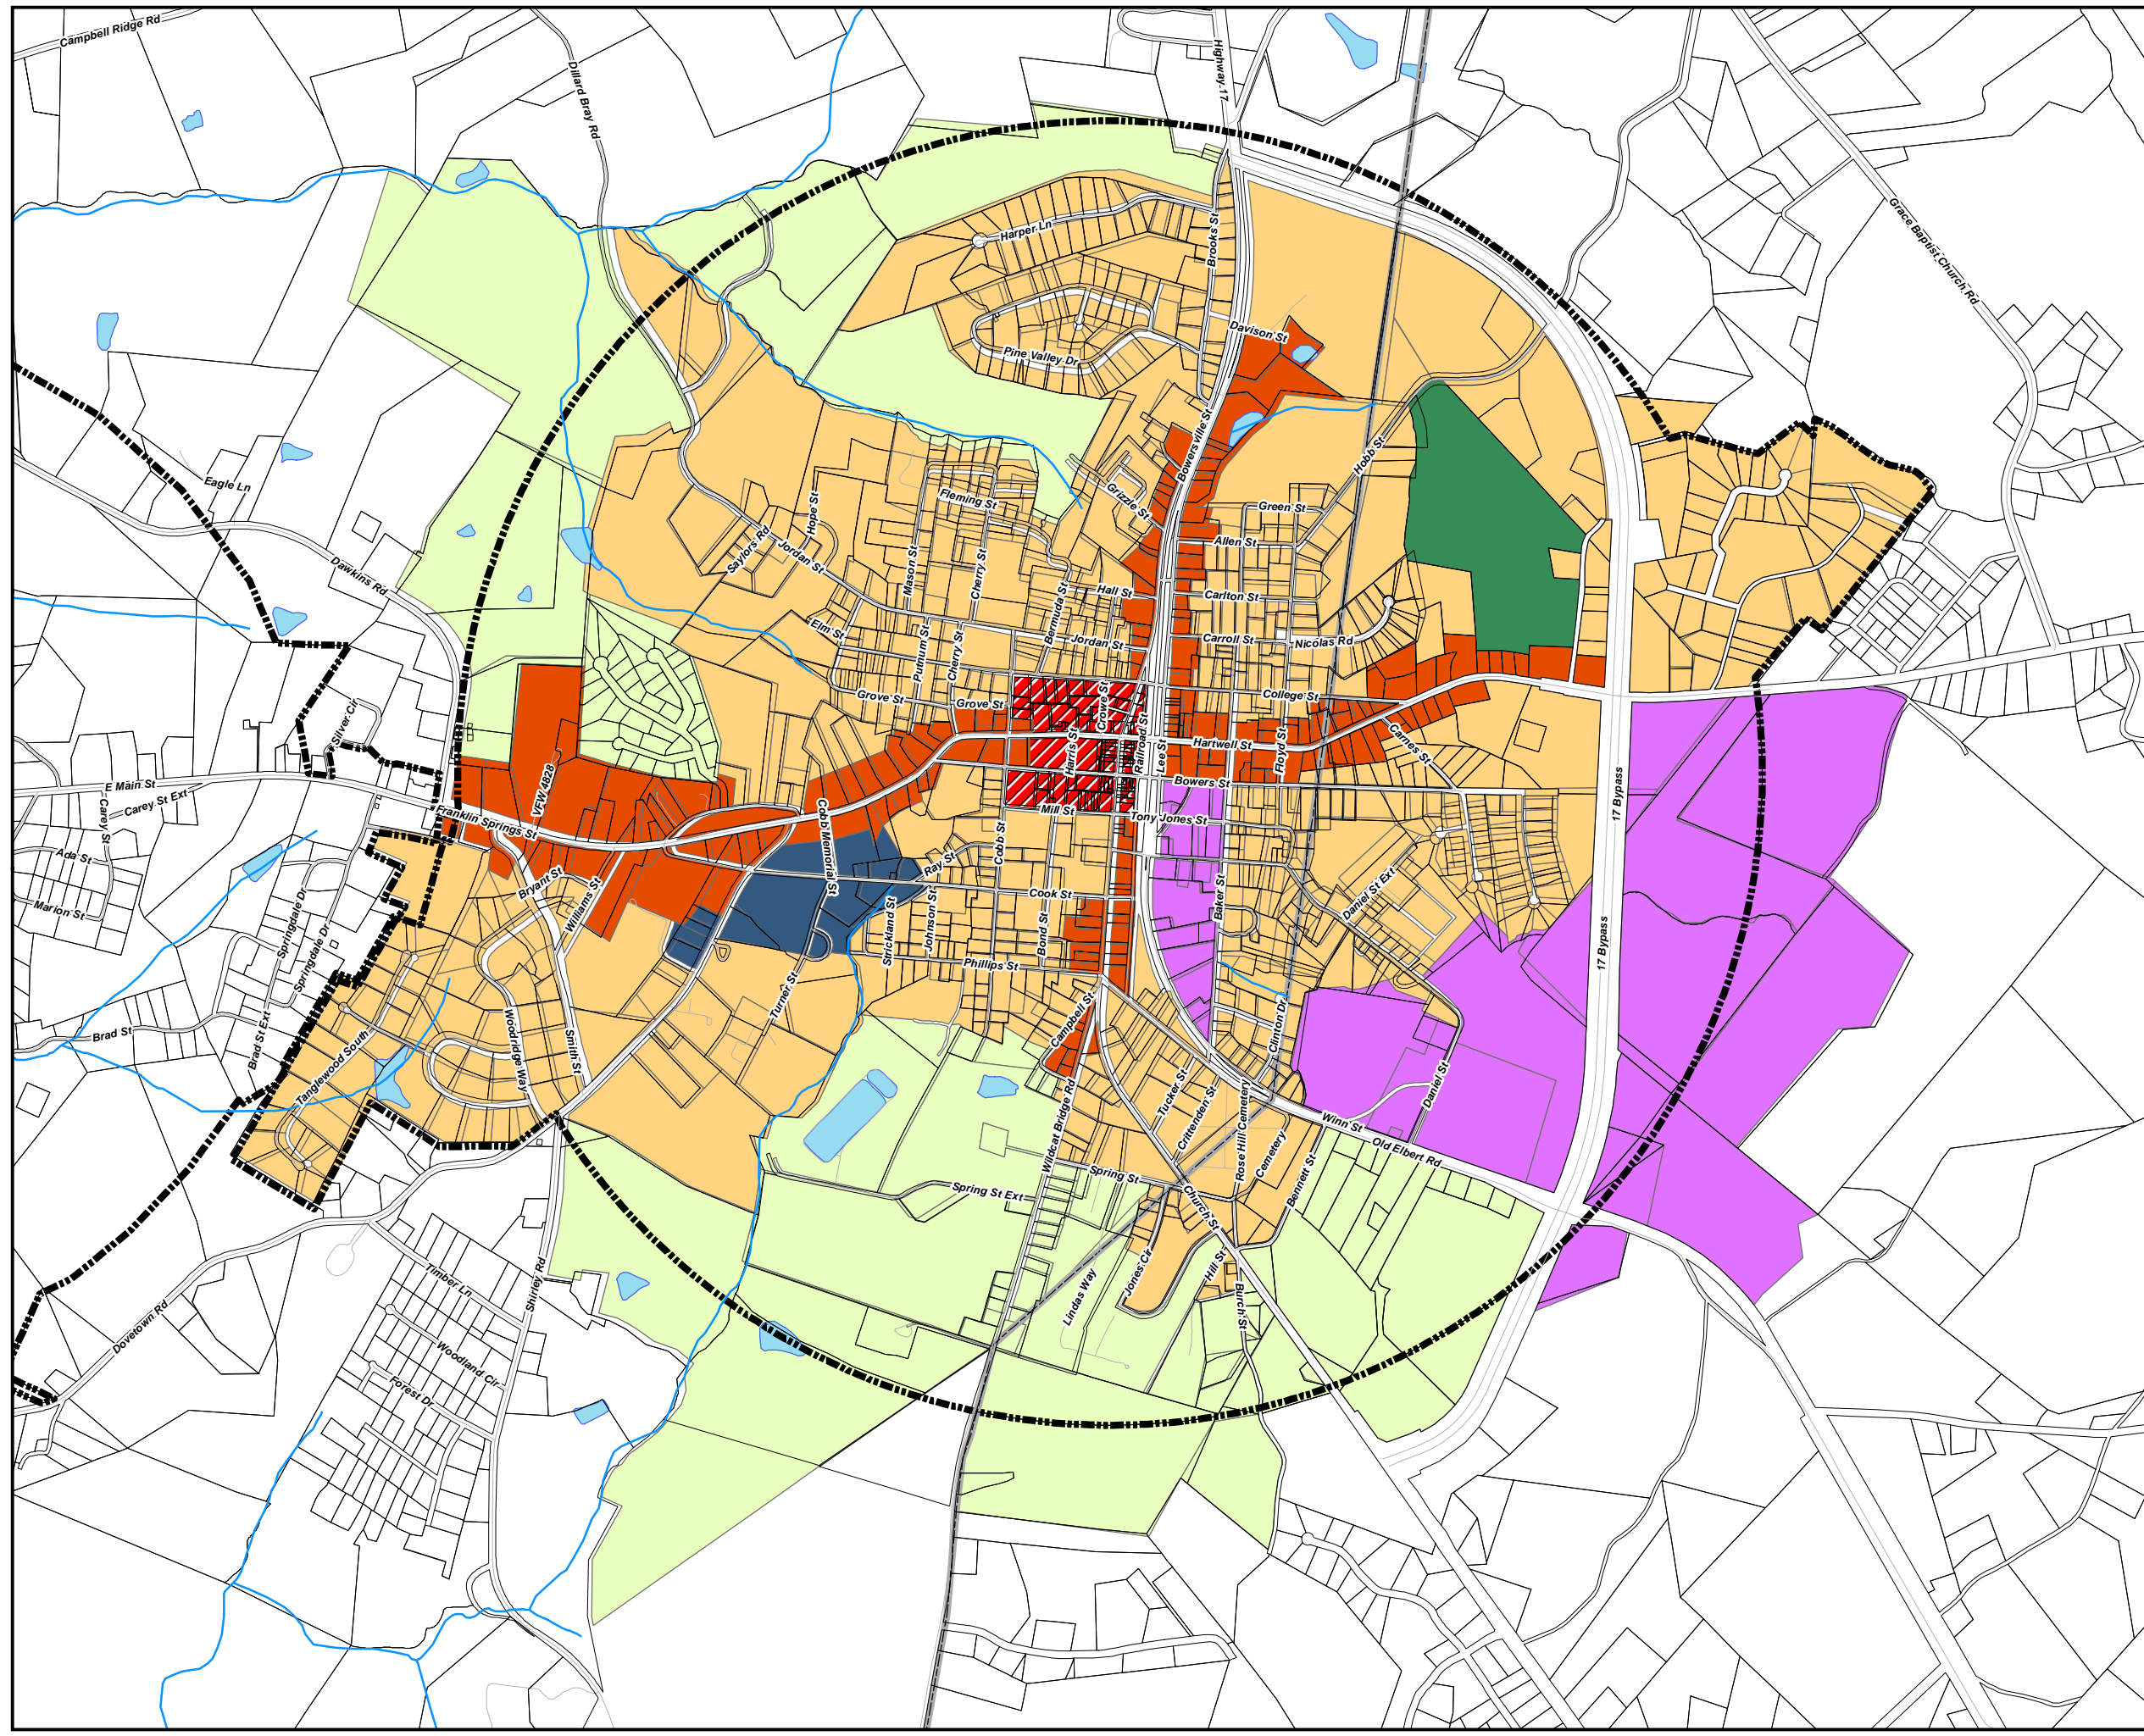 Campbell Ridge Rd
Dillard Bray Rd
Highway 17
Grace Baptist Church Rd
Harper Ln
Brooks St
Davison St
Pine Valley Dr
Bowersville St
Hobb St
Eagle Ln
Fleming St
Grizzle St
Green St
Hope St
Saylors Rd
Jordan St
Allen St
Dawkins Rd
Mason St
Cherry St
Bermuda St
Hall St
Carlton St
Elm St
Putnum St
Cherry St
Jordan St
Carroll St
Nicolas Rd
Grove St
Grove St
Crowe St
College St
Silver Cir
Harris St
Railroad St
Lee St
Hartwell St
Floyd St
Carnes St
E Main St
Carey St Ext
Carey St
VFW 4828
Bowers St
17 Bypass
Franklin Springs St
Cobb Memorial St
Mill St
Tony Jones St
Ada St
Cobb St
Ray St
Bryant St
Williams St
Cook St
Baker St
Daniel St Ext
Marion St
Springdale Dr
Springdale Dr
Strickland St
Johnson St
Bond St
17 Bypass
Phillips St
Turner St
Brad St
Brad St Ext
Tanglewood South
Woodridge Way
Smith St
Campbell St
Clinton Dr
Daniel St
Tucker St
Crittenden St
Rose Hill Cemetery
Cemetery
Winn St
Old Elbert Rd
Wildcat Bridge Rd
Spring St
Spring St Ext
Church St
Bennett St
Jones Cir
Hill St
Lindas Way
Burch St
Timber Ln
Shirley Rd
Dovetown Rd
Woodland Cir
Forest Dr